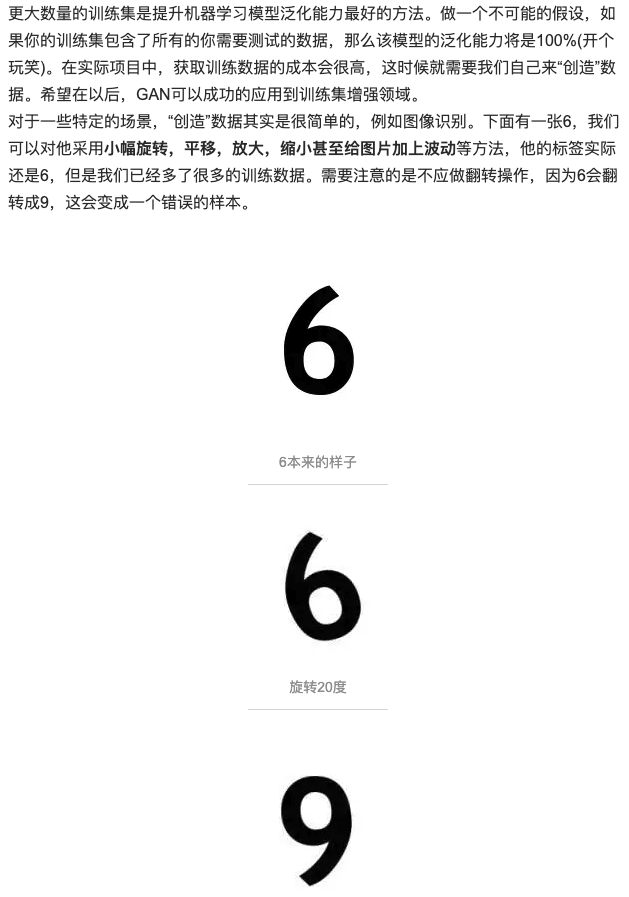 更大数量的训练集是提升机器学习模型泛化能力最好的方法。做一个不可能的假设，如
果你的训练集包含了所有的你需要测试的数据，那么该模型的泛化能力将是100%(开个
玩笑)。在实际项目中，获取训练数据的成本会很高，这时候就需要我们自己来“创造”数
据。希望在以后，GAN可以成功的应用到训练集增强领域。
对于一些特定的场景，“创造”数据其实是很简单的，例如图像识别。下面有一张6，我们
可以对他采用小幅旋转，平移，放大，缩小甚至给图片加上波动等方法，他的标签实际
还是6，但是我们已经多了很多的训练数据。需要注意的是不应做翻转操作，因为6会翻
转成9，这会变成一个错误的样本。
6
6本来的样子
6
旋转20度
9